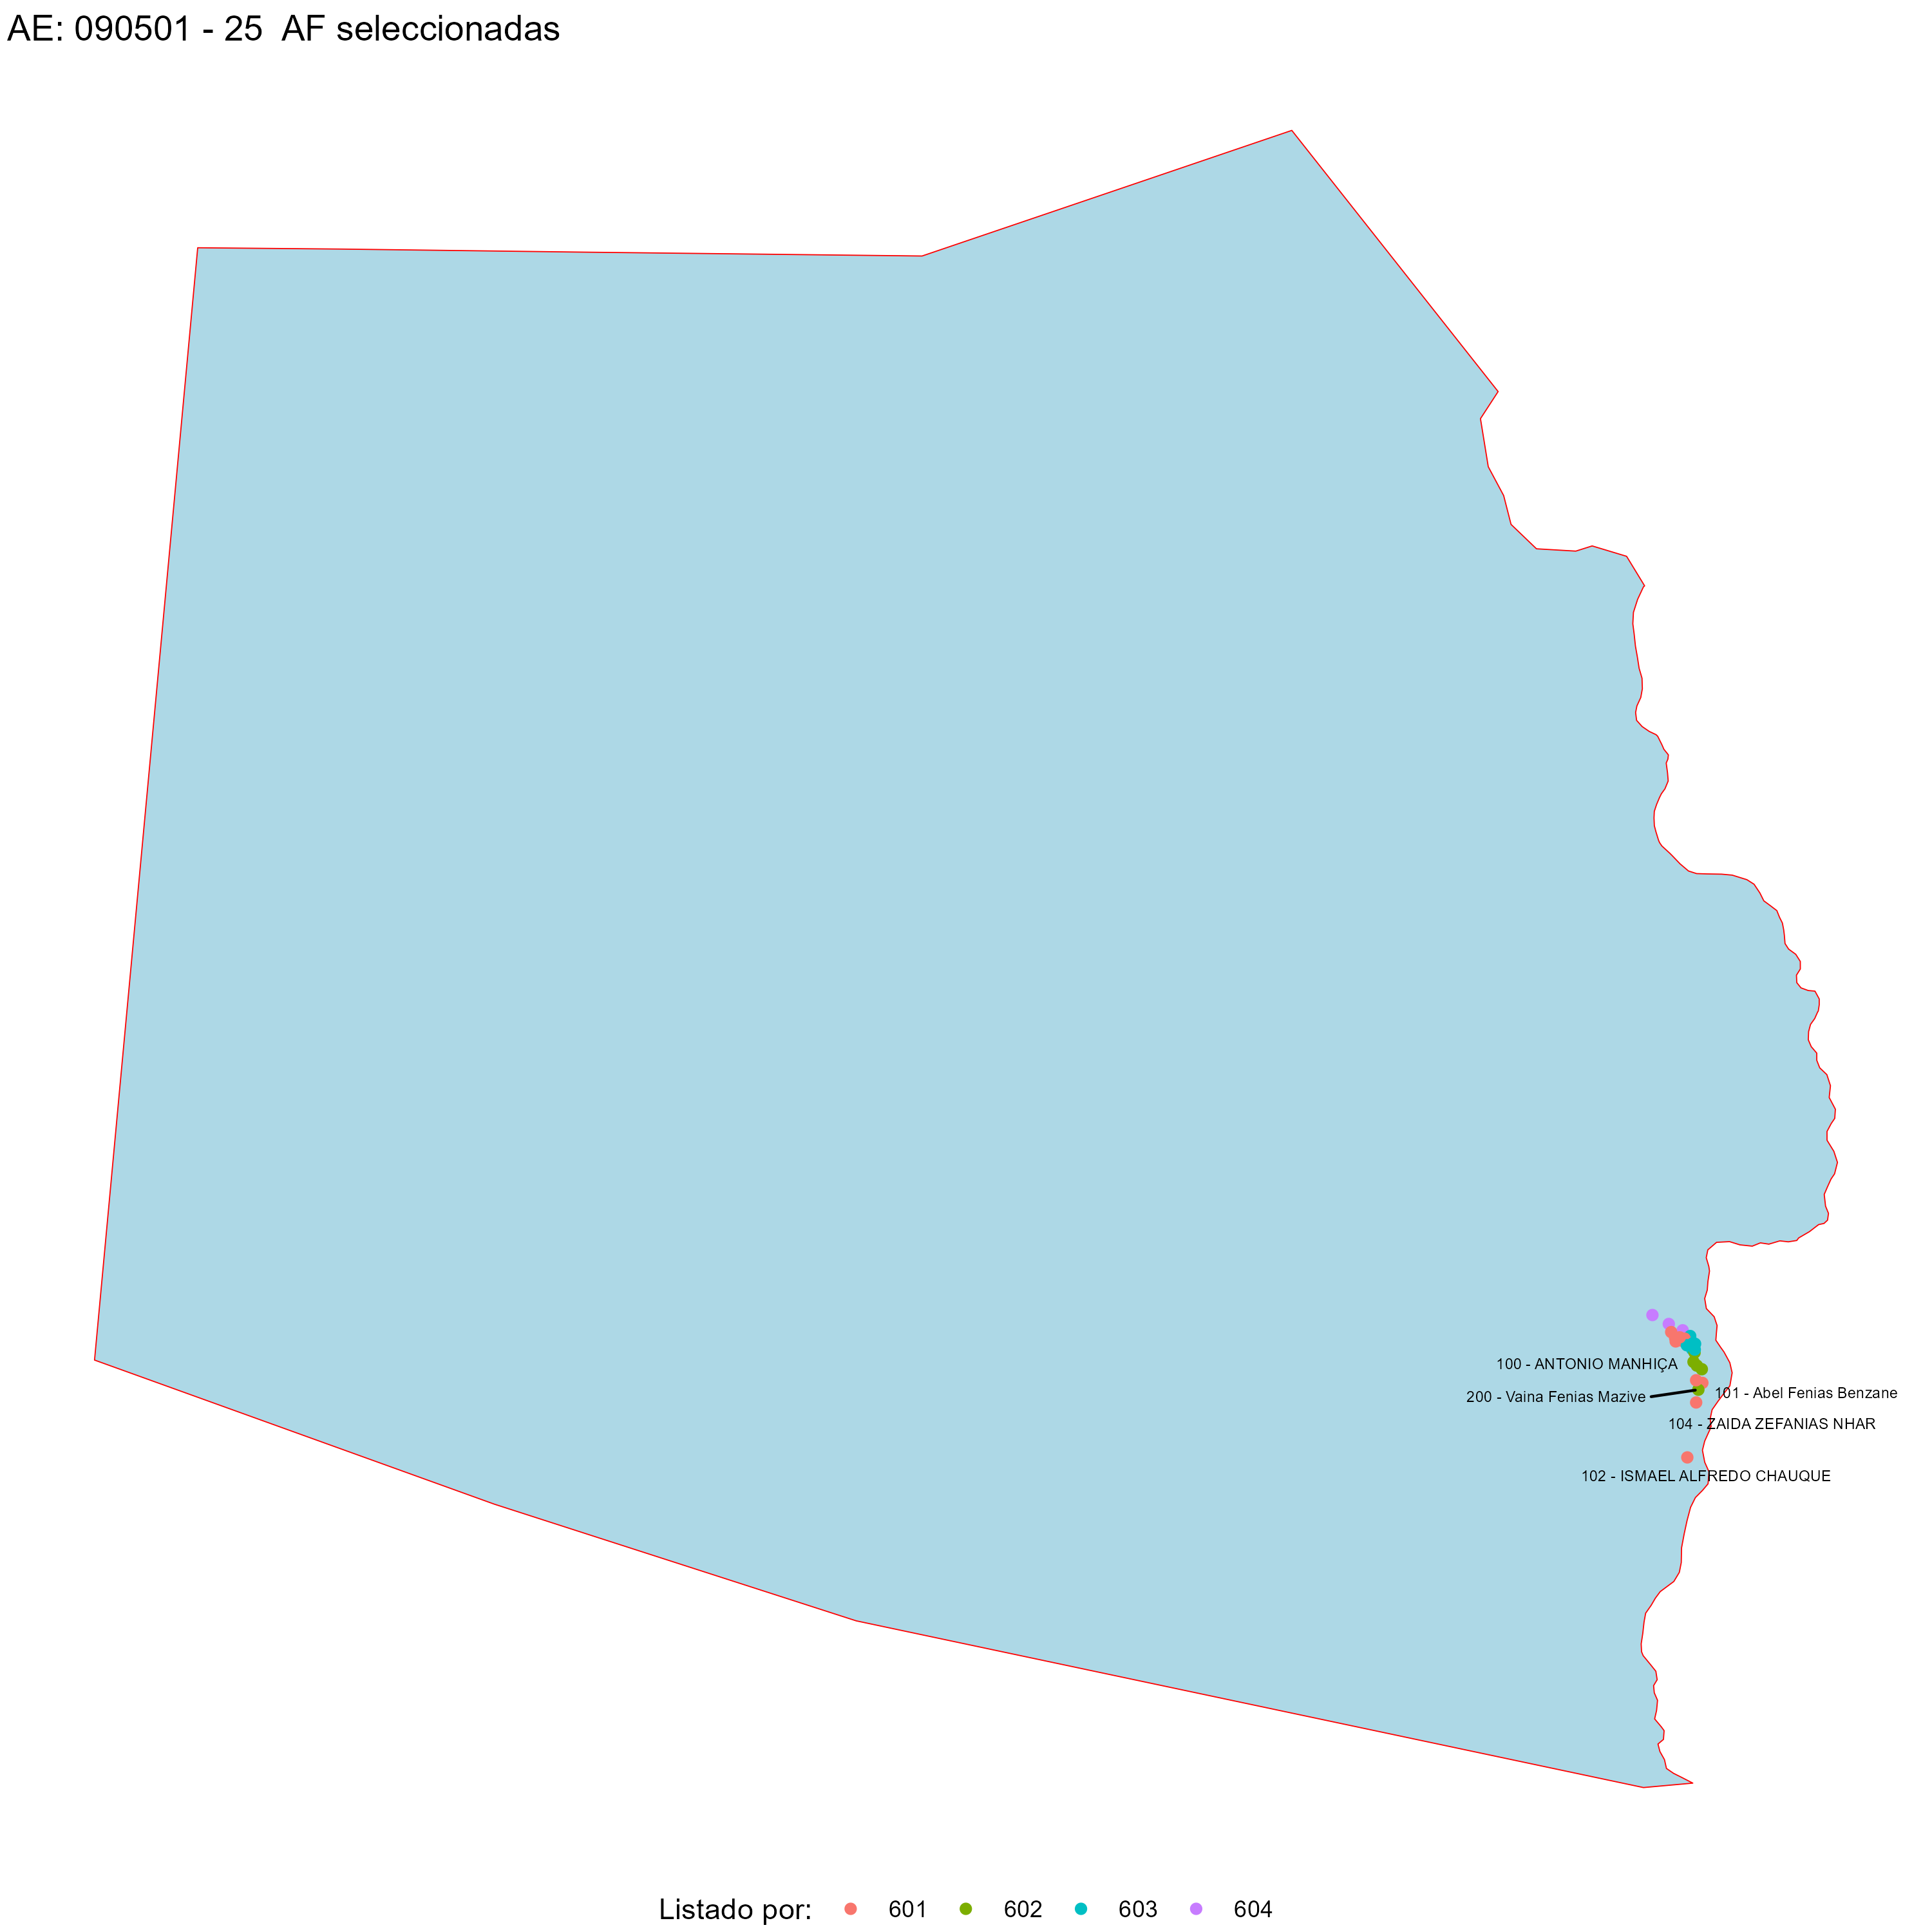 AE: 090501 - 25  AF seleccionadas
100 - ANTONIO MANHIÇA
200 - Vaina Fenias Mazive
101 - Abel Fenias Benzane
104 - ZAIDA ZEFANIAS NHAR
102 - ISMAEL ALFREDO CHAUQUE
Listado por: 601 602 603 604